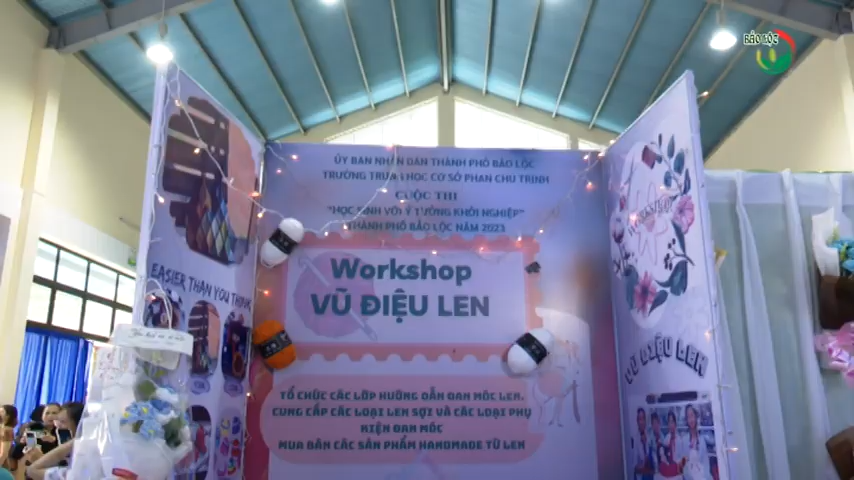 BẢO LỘC
ỦY BAN NHÂN DÂN THÀNH PHỐ BẢO LỘC
TRƯỜNG TRUNG HỌC CƠ SỞ PHAN CHU TRINH
CUỘC THI
"HỌC SINH VỚI Ý TƯỞNG KHỞI NGHIỆP"
THÀNH PHỐ BẢO LỘC NĂM 2023
Workshop
VŨ ĐIỆU LEN
TỔ CHỨC CÁC LỚP HƯỚNG DẪN ĐAN MÓC LEN.
CUNG CẤP CÁC LOẠI LEN SỢI VÀ CÁC LOẠI PHỤ
KIỆN ĐAN MÓC
MUA BÁN CÁC SẢN PHẨM HANDMADE TỪ LEN
EASIER THAN YOU THINK
WORKSHOP
VŨ ĐIỆU LEN